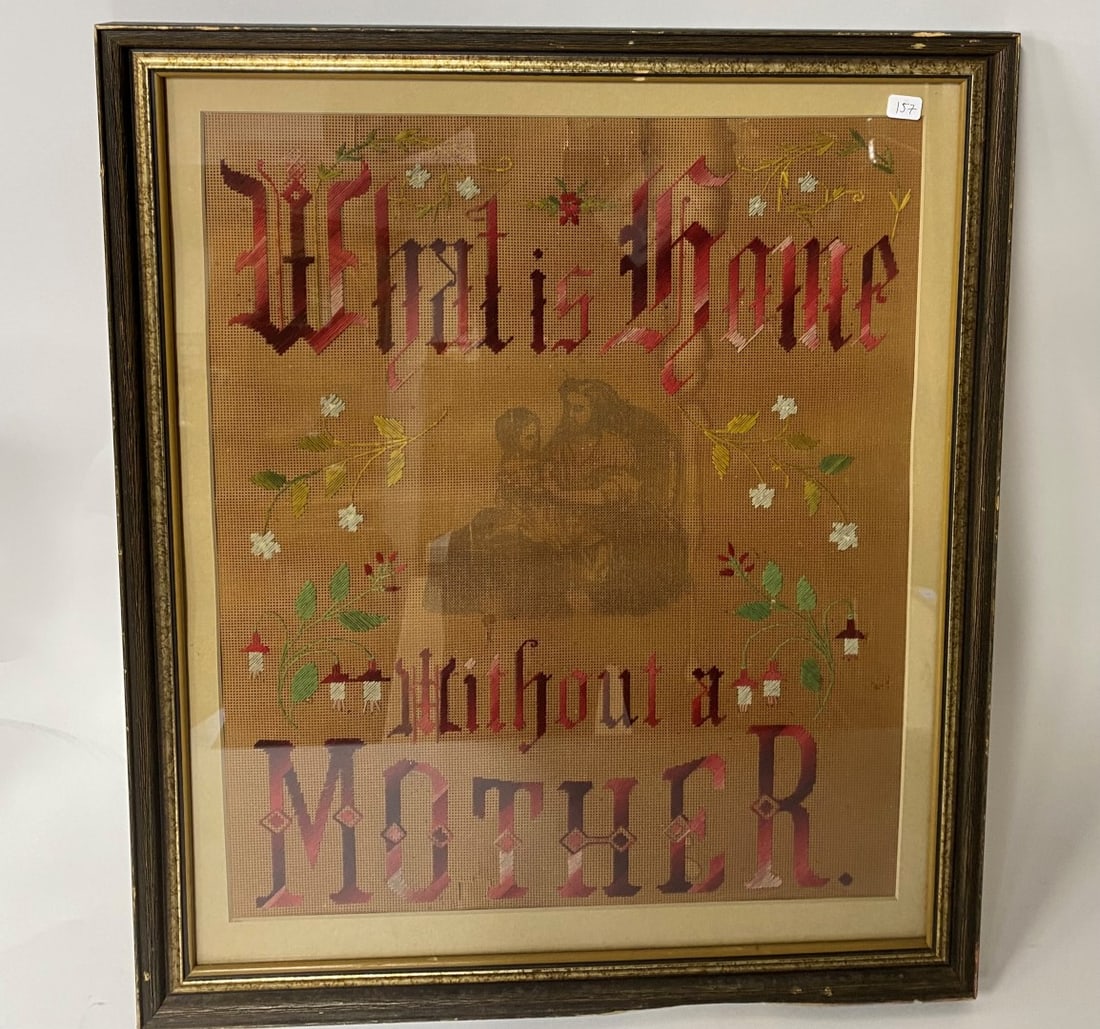 157
What is Home
Without a
MOTHER.